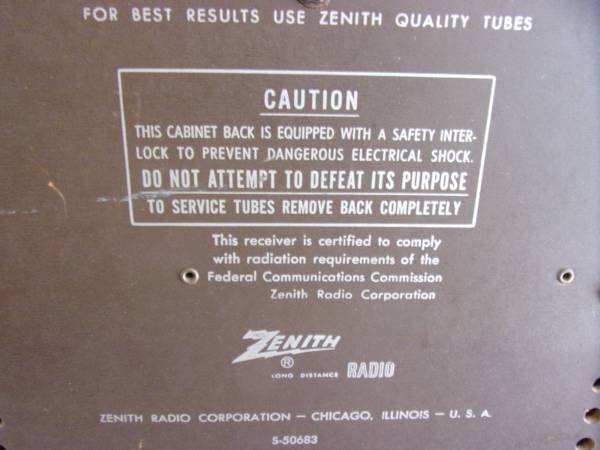 FOR BEST RESULTS USE ZENITH QUALITY TUBES
CAUTION
THIS CABINET BACK IS EQUIPPED WITH A SAFETY INTER-
LOCK TO PREVENT DANGEROUS ELECTRICAL SHOCK.
DO NOT ATTEMPT TO DEFEAT ITS PURPOSE
TO SERVICE TUBES REMOVE BACK COMPLETELY
This receiver is certified to comply
with radiation requirements of the
Federal Communications Commission
Zenith Radio Corporation
ZENITH
®
LONG DISTANCE RADIO
ZENITH RADIO CORPORATION — CHICAGO, ILLINOIS — U. S. A.
S-50683